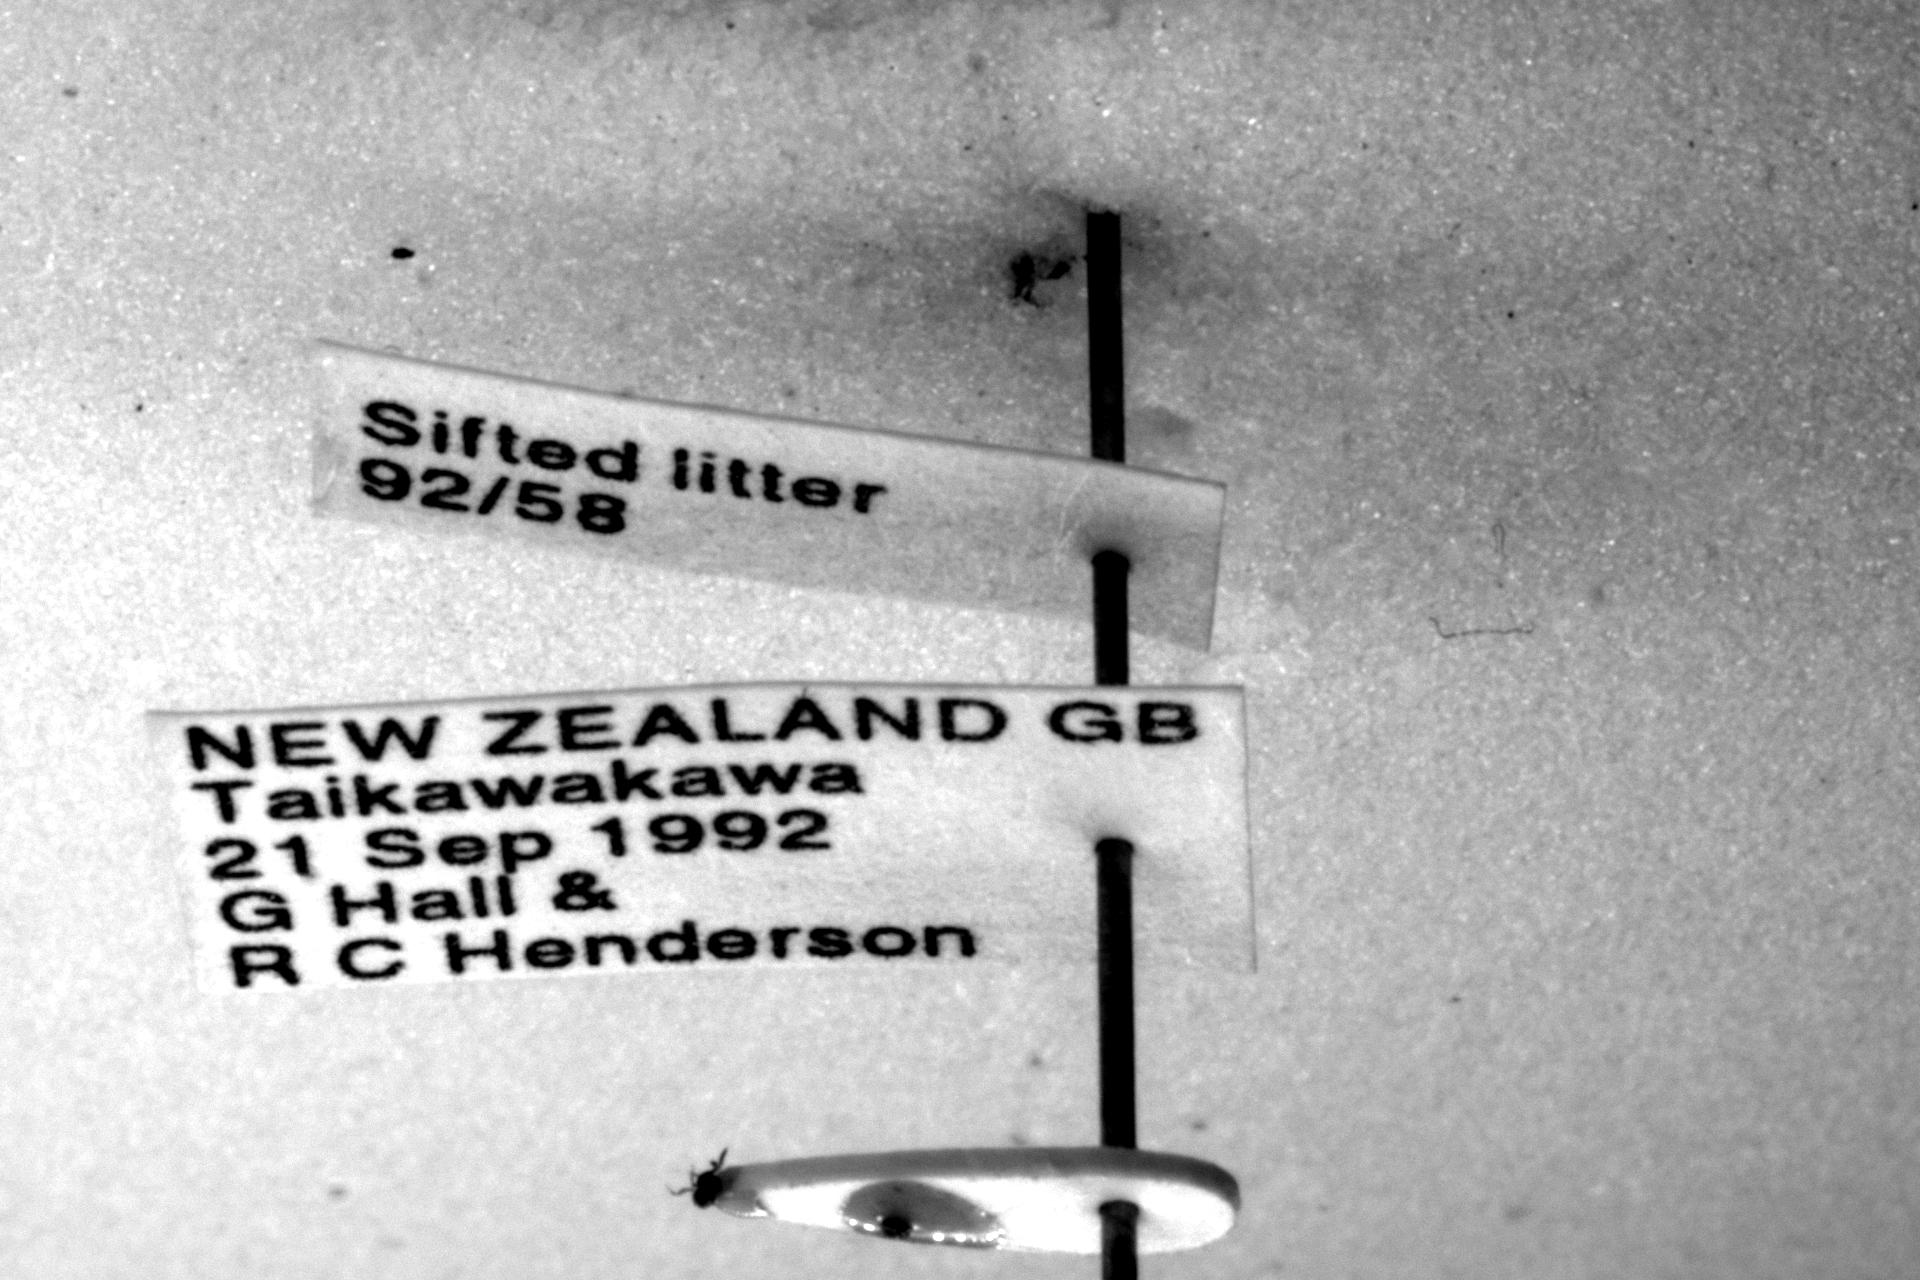 Sifted litter
92/58
NEW ZEALAND GB
Taikawakawa
21 Sep 1992
G Hall &
R C Henderson